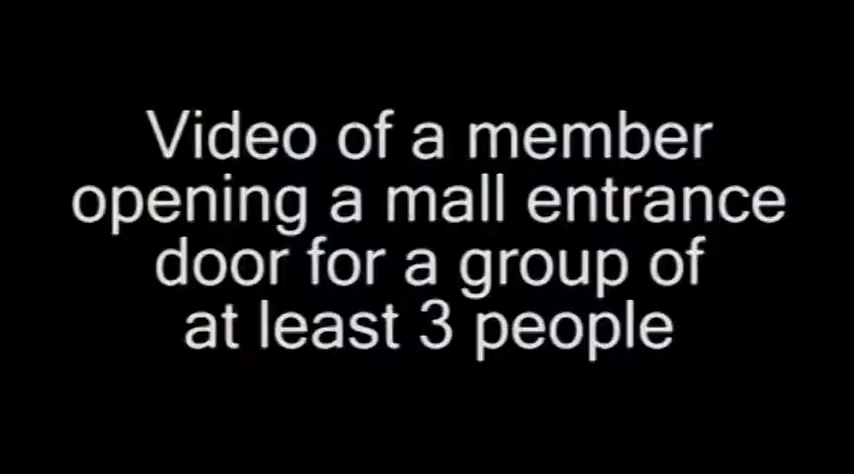 Video of a member
opening a mall entrance
door for a group of
at least 3 people